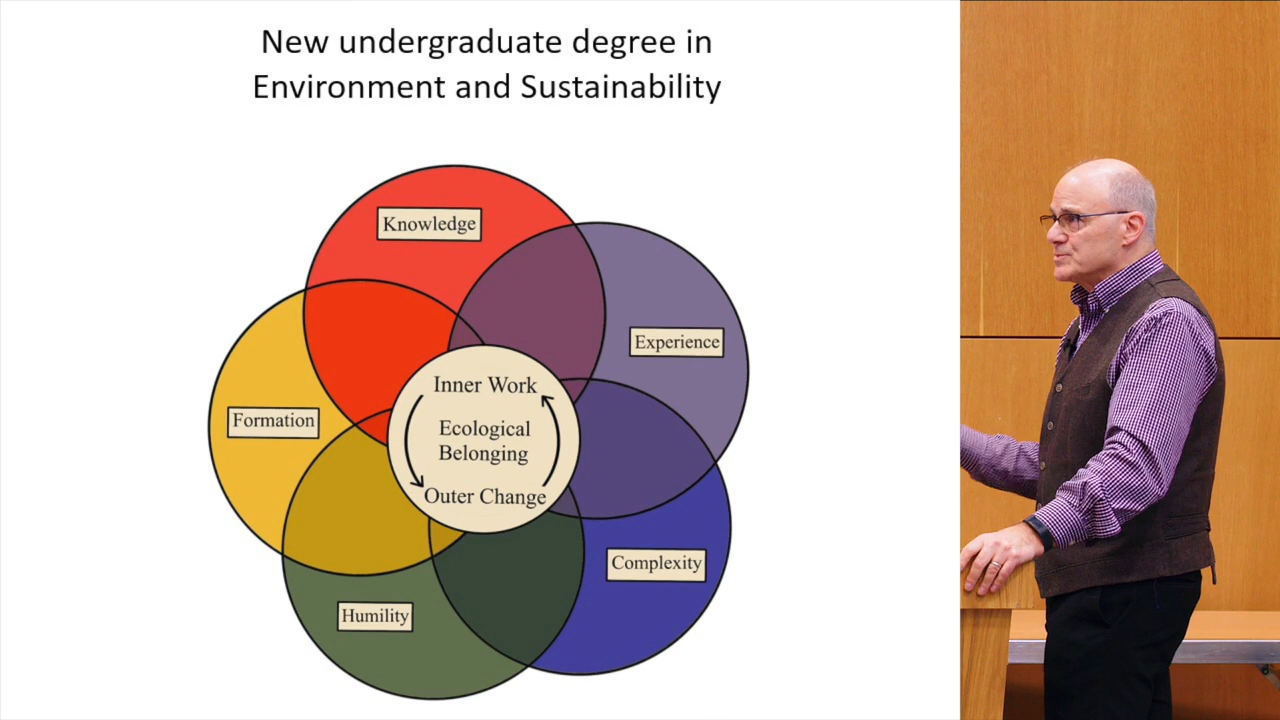 New undergraduate degree in
Environment and Sustainability
Knowledge
Experience
Formation
Inner Work
Ecological
Belonging
Outer Change
Complexity
Humility